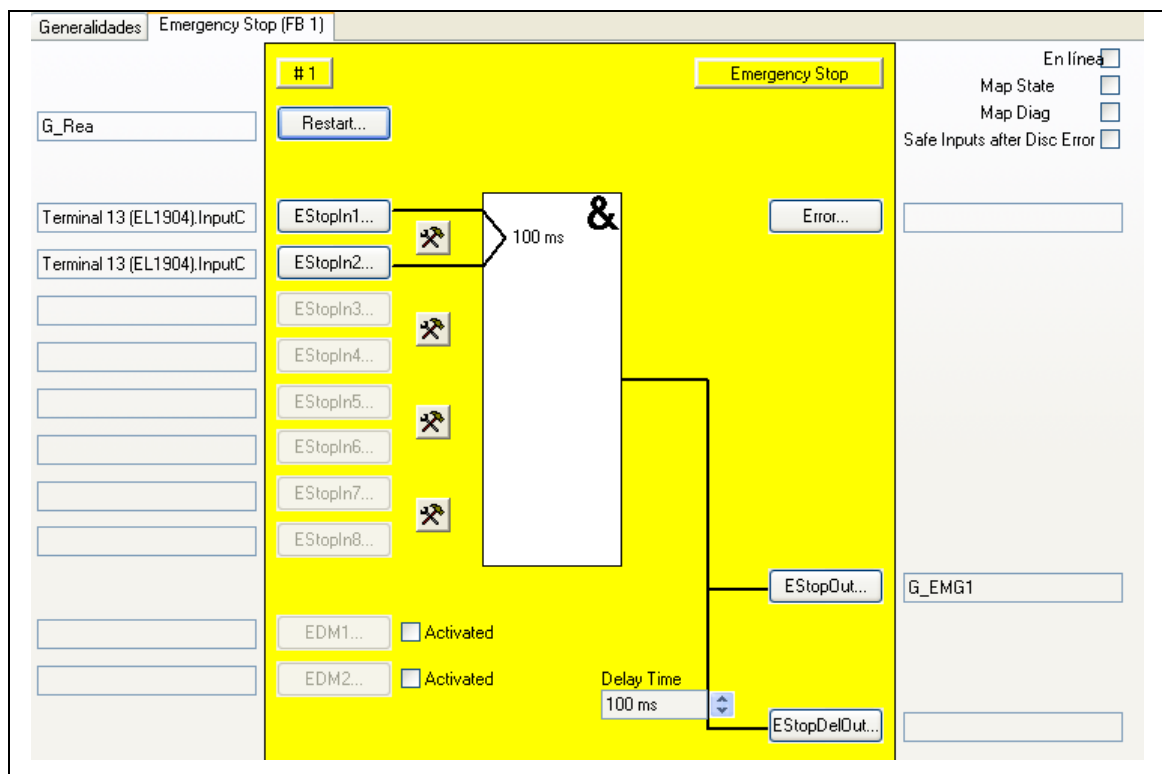 Generalidades Emergency Stop (FB 1)
# 1 Emergency Stop En línea
Map State
Map Diag
G_Rea Restart...
Safe Inputs after Disc Error
Terminal 13 (EL1904).InputC EStopIn1... & Error...
100 ms
Terminal 13 (EL1904).InputC EStopIn2...
EStopIn3...
EStopIn4...
EStopIn5...
EStopIn6...
EStopIn7...
EStopIn8...
EStopOut... G_EMG1
EDM1... Activated
EDM2... Activated Delay Time
100 ms
EStopDelOut...